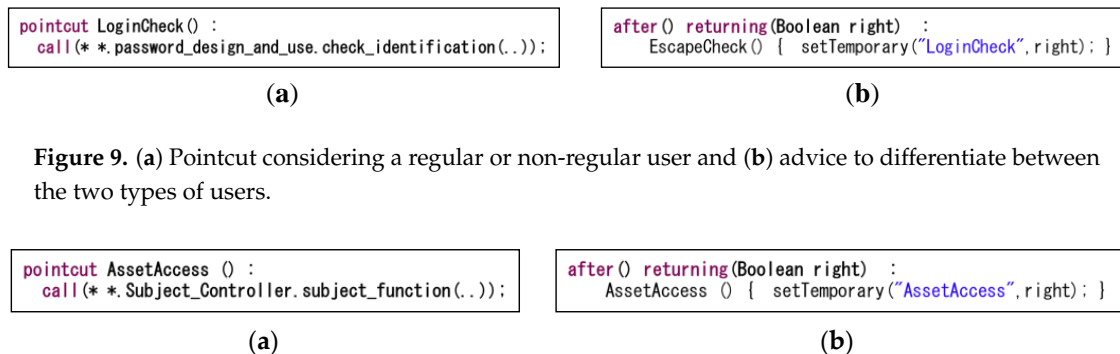 pointcut LoginCheck() :
call(* *.password_design_and_use.check_identification(..));
after() returning(Boolean right) :
EscapeCheck() { setTemporary("LoginCheck",right); }
(a)
(b)
Figure 9. (a) Pointcut considering a regular or non-regular user and (b) advice to differentiate between
the two types of users.
pointcut AssetAccess () :
call(* *.Subject_Controller.subject_function(..));
after() returning(Boolean right) :
AssetAccess () { setTemporary("AssetAccess",right); }
(a)
(b)